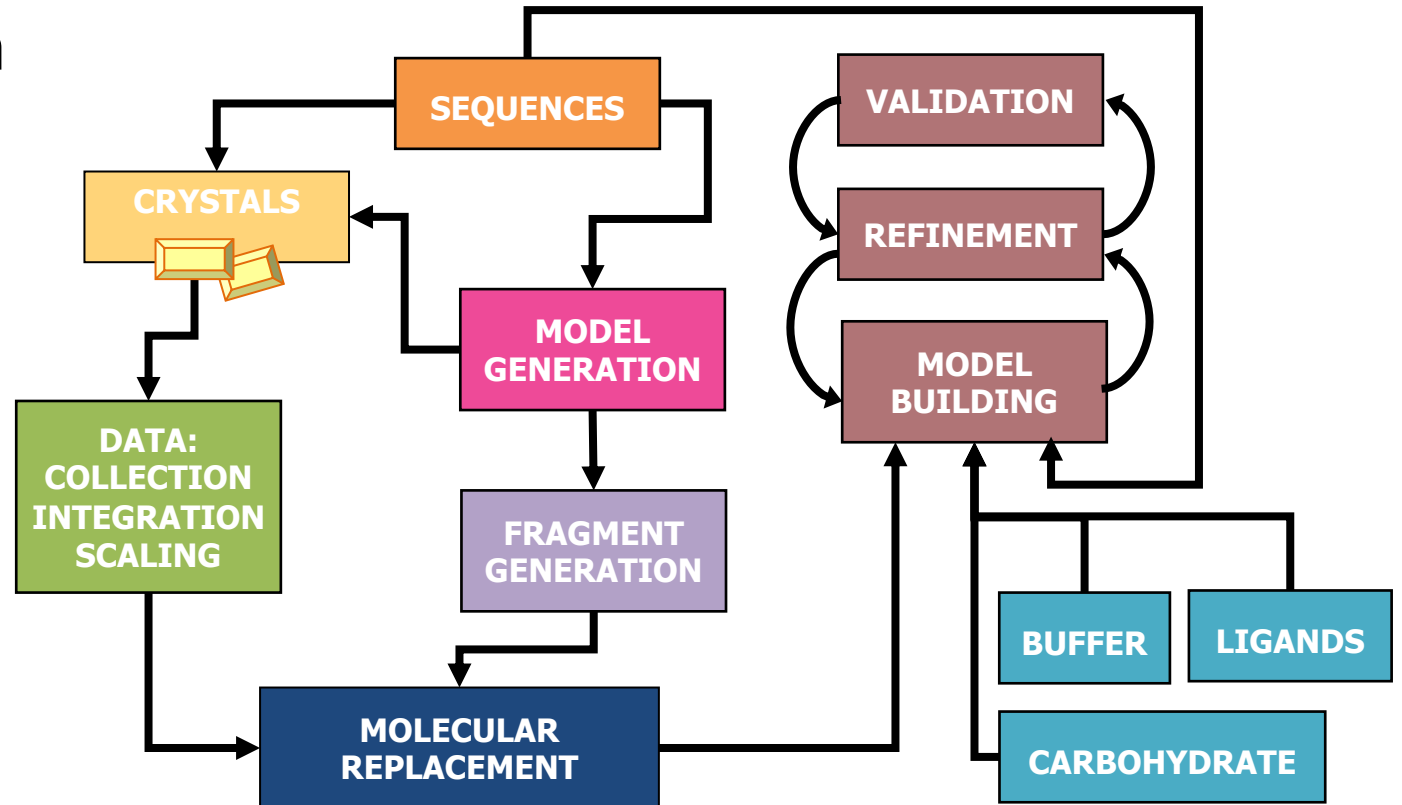 n
SEQUENCES
VALIDATION
CRYSTALS
REFINEMENT
MODEL
GENERATION
MODEL
BUILDING
DATA:
COLLECTION
INTEGRATION
SCALING
FRAGMENT
GENERATION
BUFFER
LIGANDS
MOLECULAR
REPLACEMENT
CARBOHYDRATE